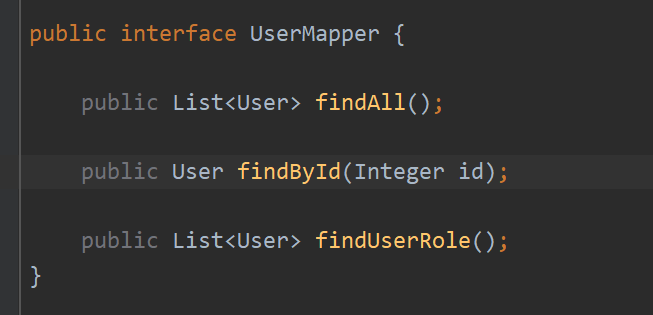 public interface UserMapper {
public List<User> findAll();
public User findById(Integer id);
public List<User> findUserRole();
}